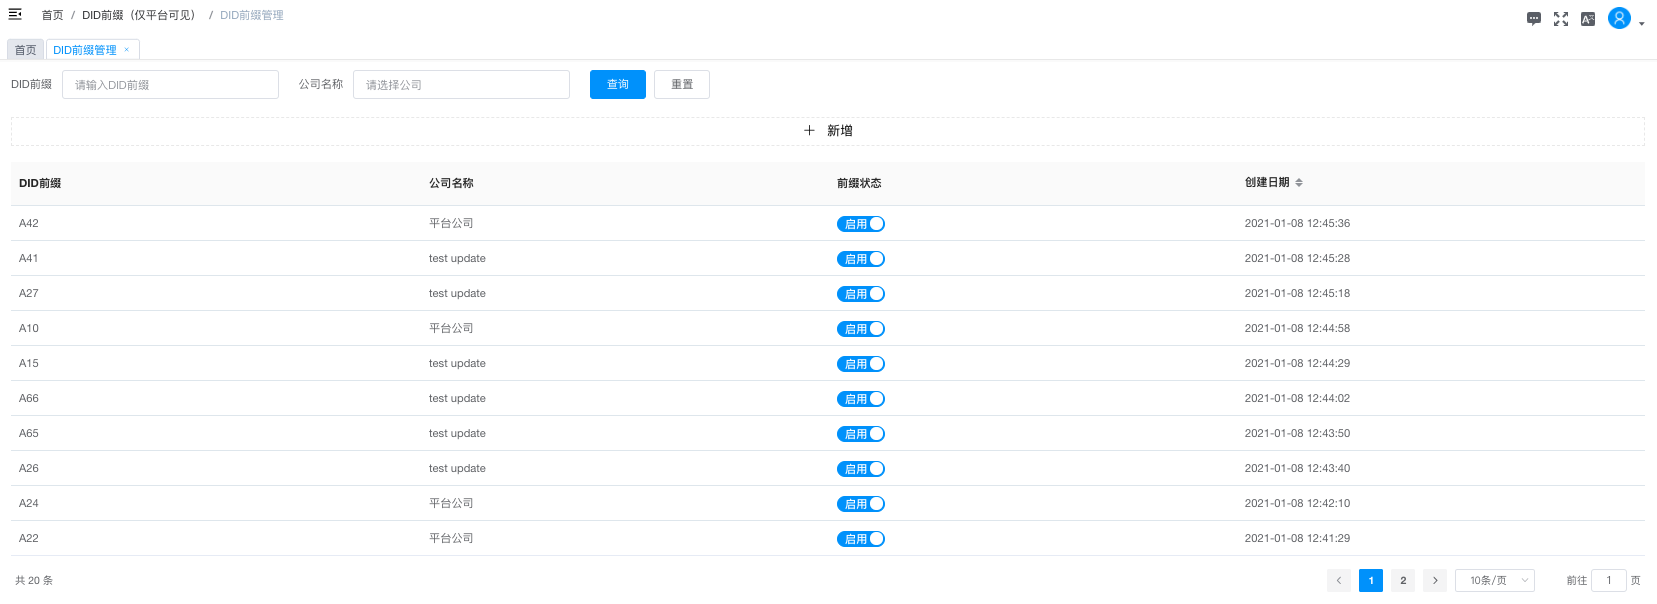 首页 / DID前缀（仅平台可见） / DID前缀管理
首页 DID前缀管理 ×
DID前缀 请输入DID前缀 公司名称 请选择公司 查询 重置
+ 新增
DID前缀 公司名称 前缀状态 创建日期
A42 平台公司 启用 2021-01-08 12:45:36
A41 test update 启用 2021-01-08 12:45:28
A27 test update 启用 2021-01-08 12:45:18
A10 平台公司 启用 2021-01-08 12:44:58
A15 test update 启用 2021-01-08 12:44:29
A66 test update 启用 2021-01-08 12:44:02
A65 test update 启用 2021-01-08 12:43:50
A26 test update 启用 2021-01-08 12:43:40
A24 平台公司 启用 2021-01-08 12:42:10
A22 平台公司 启用 2021-01-08 12:41:29
共 20 条 1 2 10条/页 前往 1 页